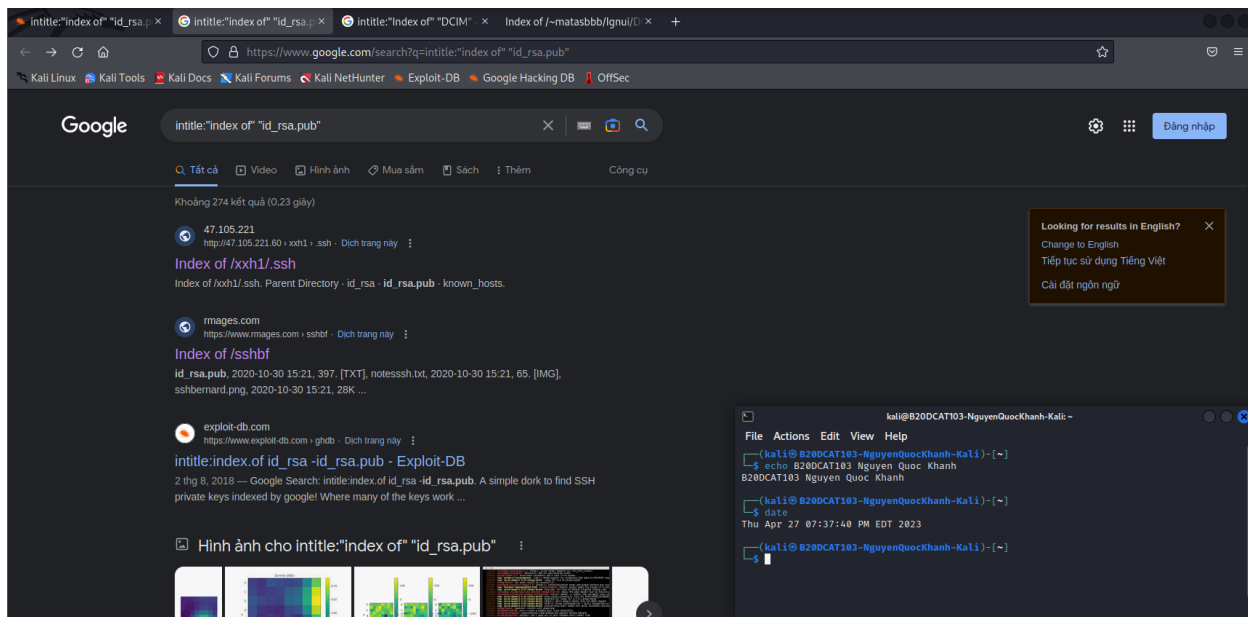 intitle:"index of" "id_rsa.p
intitle:"index of" "id_rsa.p
intitle:"Index of" "DCIM" -
Index of /~matasbbb/Ignui/D
https://www.google.com/search?q=intitle:"index of" "id_rsa.pub"
Kali Linux Kali Tools Kali Docs Kali Forums Kali NetHunter Exploit-DB Google Hacking DB OffSec
Google
intitle:"index of" "id_rsa.pub"
Đăng nhập
Tất cả Video Hình ảnh Mua sắm Sách Thêm Công cụ
Khoảng 274 kết quả (0,23 giây)
47.105.221
http://47.105.221.60 › xxh1 › .ssh · Dịch trang này
Index of /xxh1/.ssh
Index of/xxh1/.ssh. Parent Directory · id_rsa · id_rsa.pub · known_hosts.
rmages.com
https://www.rmages.com › sshbf · Dịch trang này
Index of /sshbf
id_rsa.pub, 2020-10-30 15:21, 397. [TXT], notesssh.txt, 2020-10-30 15:21, 65. [IMG],
sshbernard.png, 2020-10-30 15:21, 28K ...
exploit-db.com
https://www.exploit-db.com › ghdb · Dịch trang này
intitle:index.of id_rsa -id_rsa.pub - Exploit-DB
2 thg 8, 2018 — Google Search: intitle:index.of id_rsa -id_rsa.pub. A simple dork to find SSH
private keys indexed by google! Where many of the keys work ...
Hình ảnh cho intitle:"index of" "id_rsa.pub"
Looking for results in English?
Change to English
Tiếp tục sử dụng Tiếng Việt
Cài đặt ngôn ngữ
kali@B20DCAT103-NguyenQuocKhanh-Kali: ~
File Actions Edit View Help
┌──(kali㉿B20DCAT103-NguyenQuocKhanh-Kali)-[~]
└─$ echo B20DCAT103 Nguyen Quoc Khanh
B20DCAT103 Nguyen Quoc Khanh
┌──(kali㉿B20DCAT103-NguyenQuocKhanh-Kali)-[~]
└─$ date
Thu Apr 27 07:37:40 PM EDT 2023
┌──(kali㉿B20DCAT103-NguyenQuocKhanh-Kali)-[~]
└─$